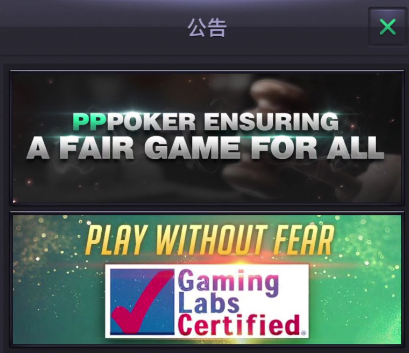 公告
PPPOKER ENSURING
A FAIR GAME FOR ALL
PLAY WITHOUT FEAR
Gaming
Labs
Certified®